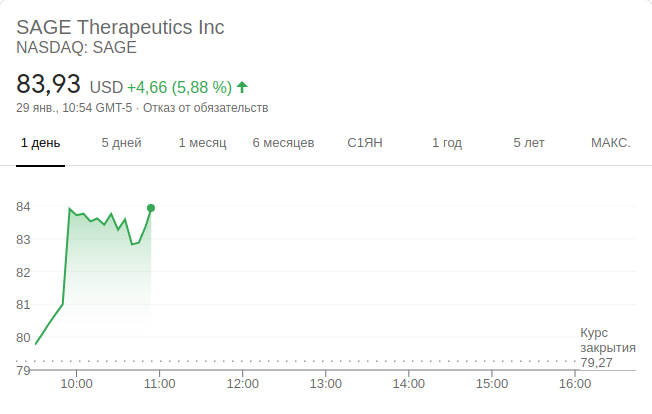 SAGE Therapeutics Inc
NASDAQ: SAGE
83,93 USD +4,66 (5,88 %)
29 янв., 10:54 GMT-5 · Отказ от обязательств
1 день 5 дней 1 месяц 6 месяцев С1ЯН 1 год 5 лет МАКС.
84
83
82
81
80
79
Курс
закрытия
79,27
10:00 11:00 12:00 13:00 14:00 15:00 16:00